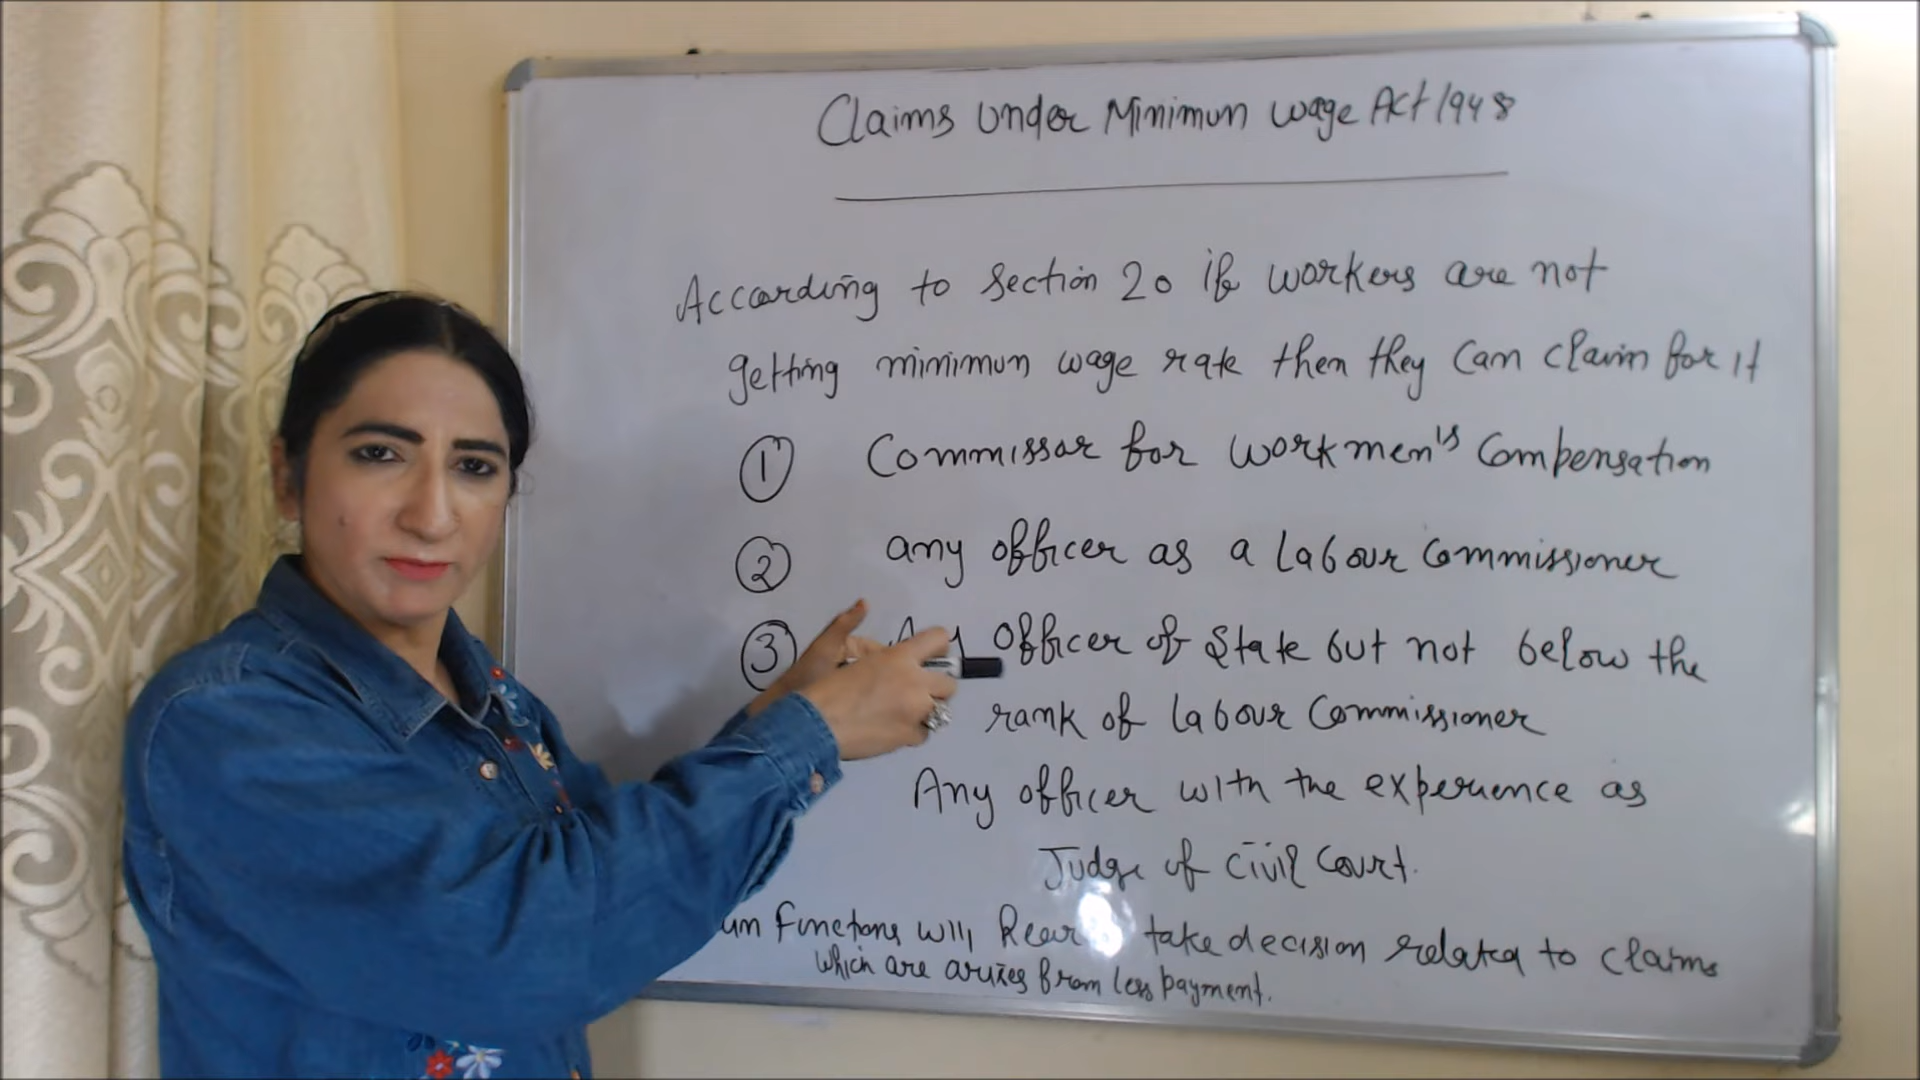 Claims Under Minimum Wage Act 1948
According to Section 20 if workers are not
getting minimum wage rate then they can claim for it
1 Commissar for workmen's Compensation
2 any officer as a Labour Commissioner
3 Officer of State but not below the
rank of Labour Commissioner
Any officer with the experience as
Judge of Civil Court.
Functions will take decision related to claims
which are arises from less payment.